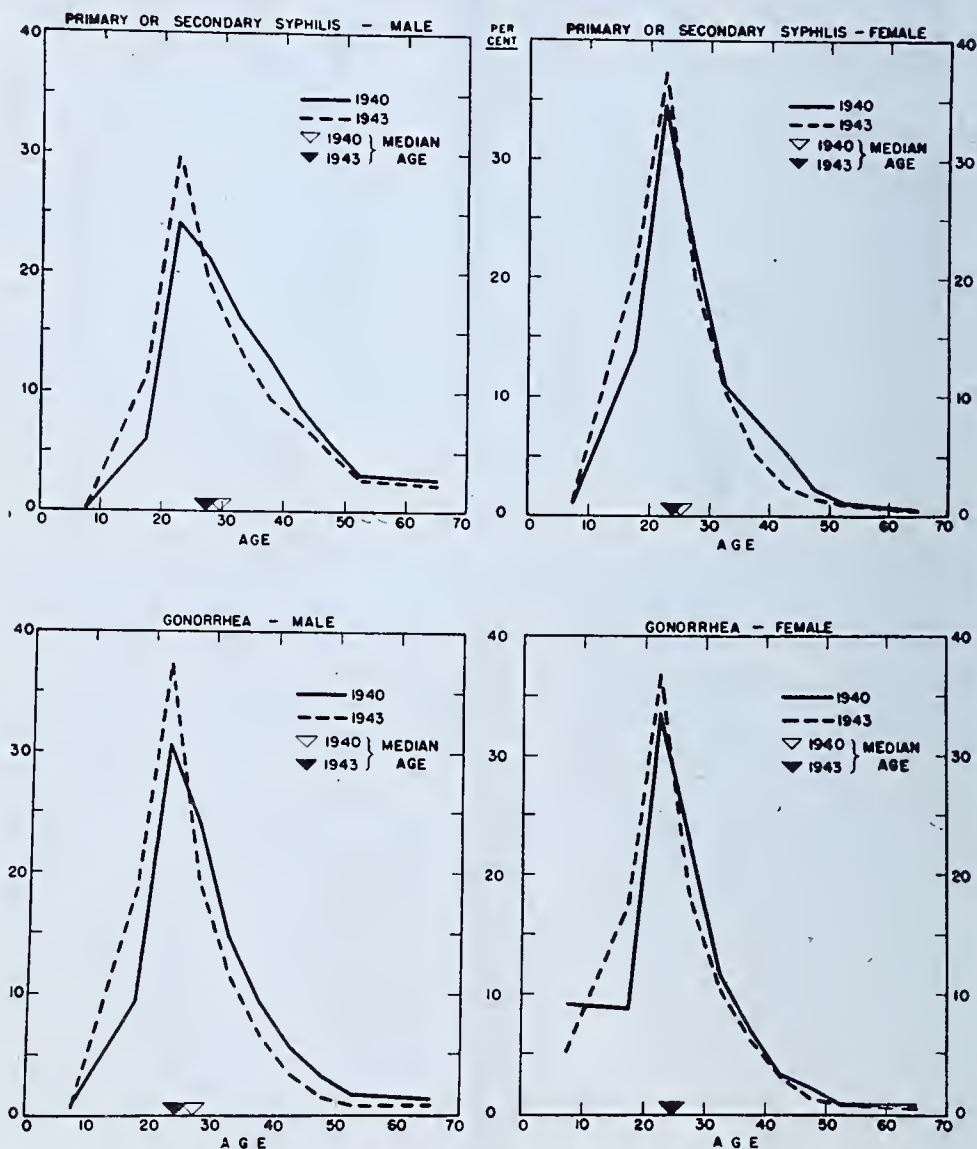 PRIMARY OR SECONDARY SYPHILIS - MALE
40
30
20
10
0
1940
1943
1940 } MEDIAN
1943 AGE
0 10 20 30 40 50 60 70
AGE
PER
CENT
PRIMARY OR SECONDARY SYPHILIS - FEMALE
40
30
30
20
20
10
10
0
1940
1943
1940 } MEDIAN
1943 AGE
0 10 20 30 40 50 60 70
AGE
GONORRHEA - MALE
40
30
20
10
0
1940
1943
1940 } MEDIAN
1943 AGE
0 10 20 30 40 50 60 70
AGE
GONORRHEA - FEMALE
40
30
30
20
20
10
10
0
1940
1943
1940 } MEDIAN
1943 AGE
0 10 20 30 40 50 60 70
AGE